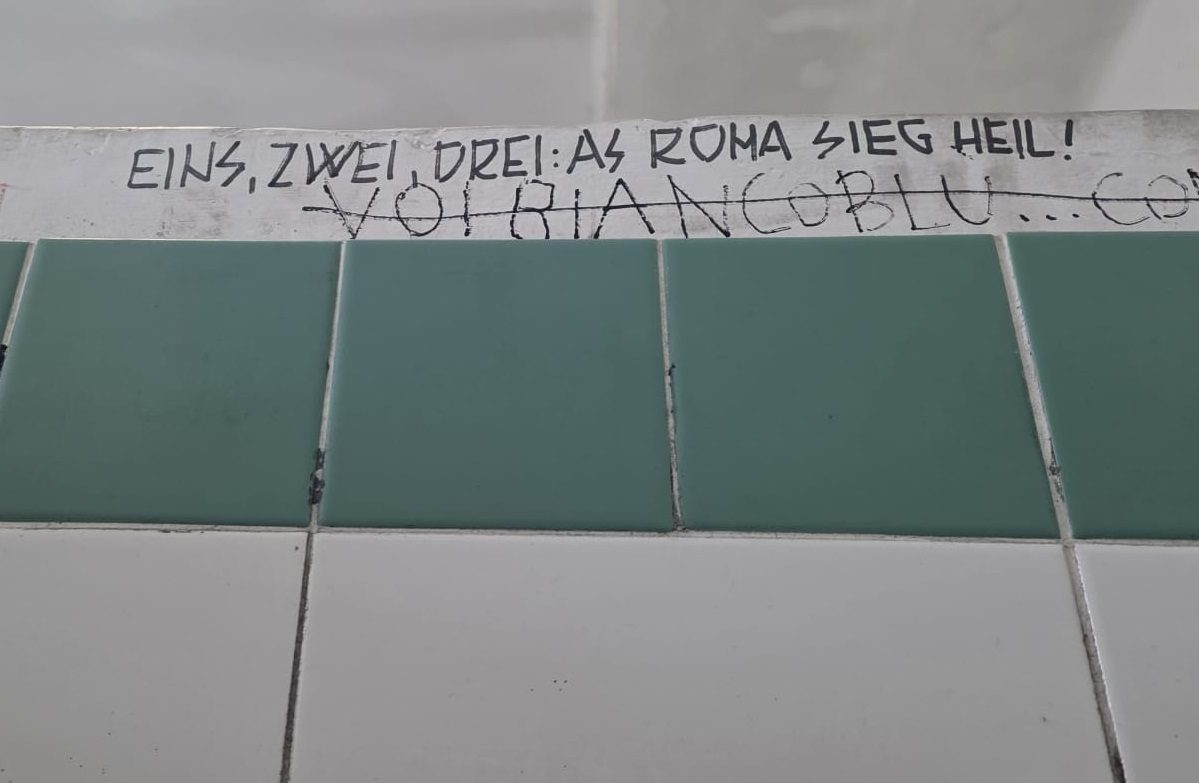 EINS, ZWEI, DREI: AS ROMA SIEG HEIL!
VOI BIANCOBLU...